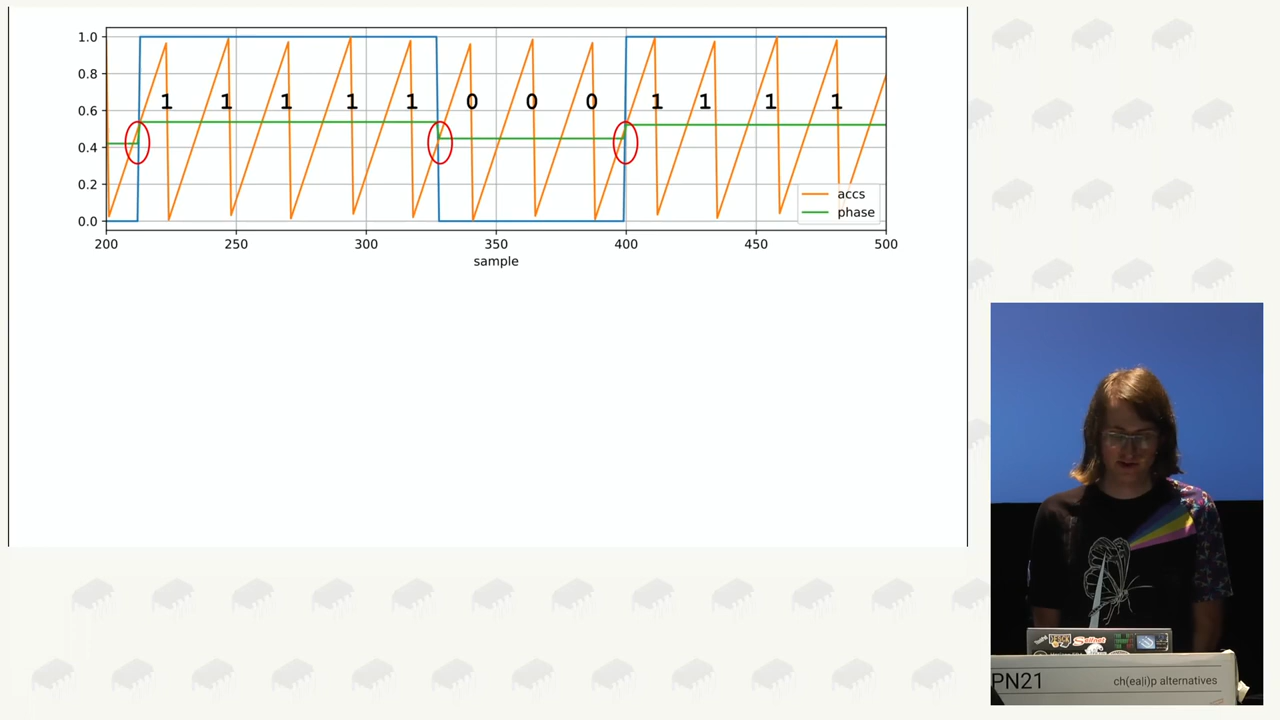 1.0
0.8
0.6
0.4
0.2
0.0
1 1 1 1 1 0 0 0 1 1 1 1
accs
phase
200 250 300 350 400 450 500
sample
Saleae
PN21
ch(ea|i)p alternatives